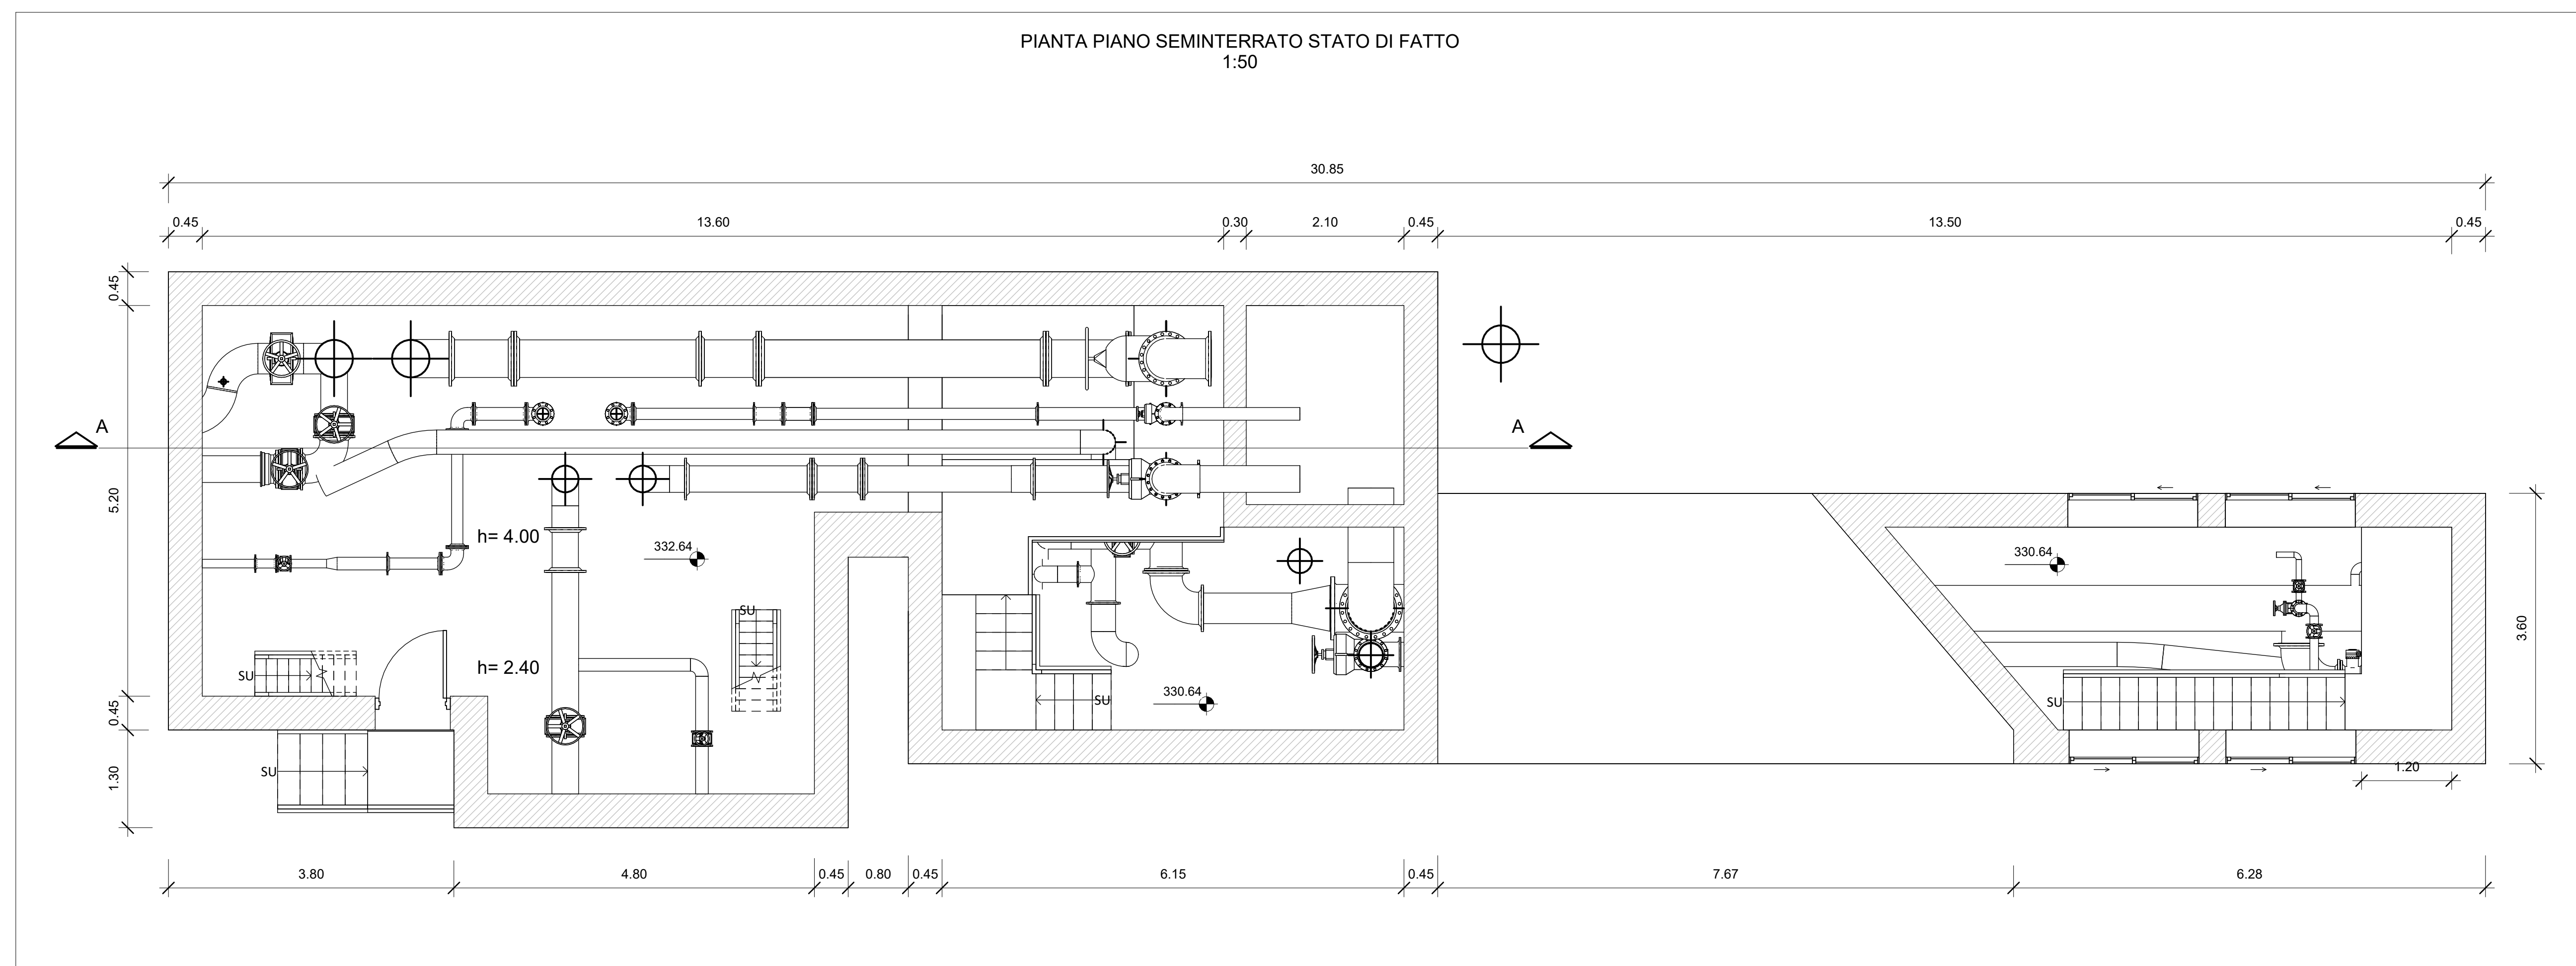 PIANTA PIANO SEMINTERRATO STATO DI FATTO
1:50
30.85
0.45 13.60 0.30 2.10 0.45 13.50 0.45
0.45
5.20
0.45
1.30
A
A
h= 4.00
332.64
h= 2.40
SU
SU
SU
SU
330.64
330.64
SU
3.60
1.20
3.80 4.80 0.45 0.80 0.45 6.15 0.45 7.67 6.28